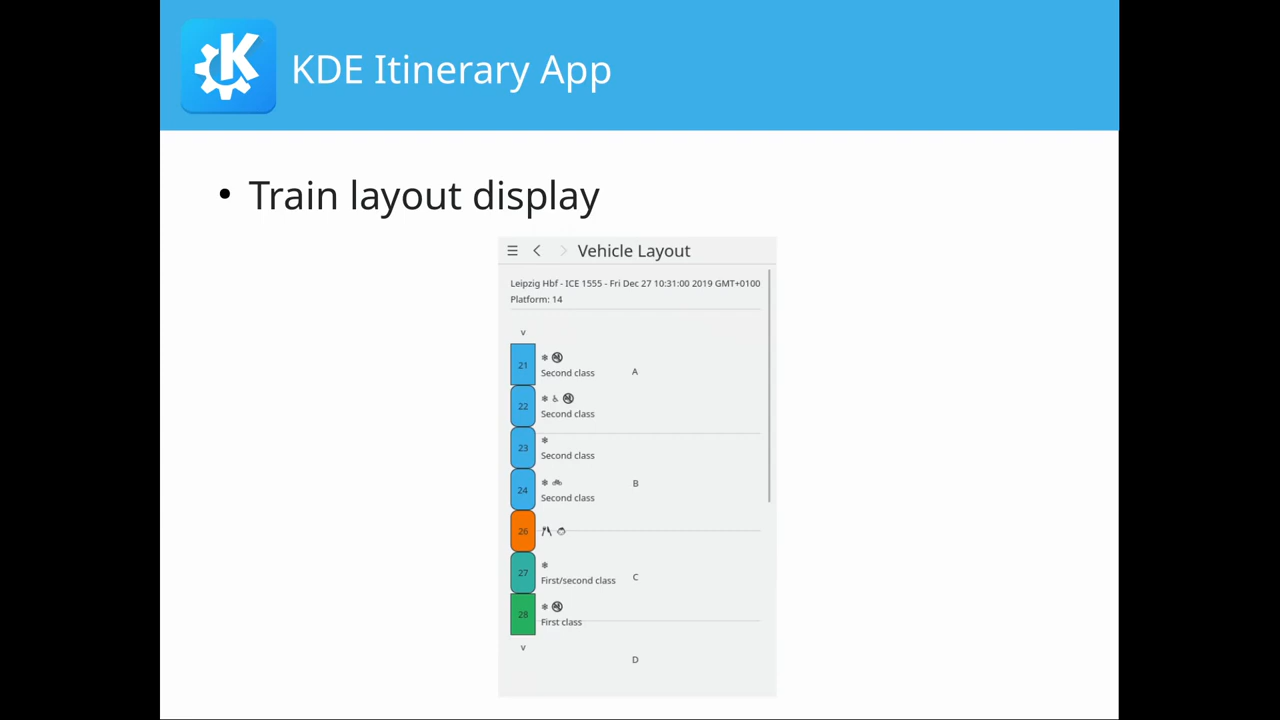 KDE Itinerary App
• Train layout display
Vehicle Layout
Leipzig Hbf - ICE 1555 - Fri Dec 27 10:31:00 2019 GMT+0100
Platform: 14
v
21
Second class
A
22
Second class
23
Second class
24
Second class
B
26
27
First/second class
C
28
First class
v
D